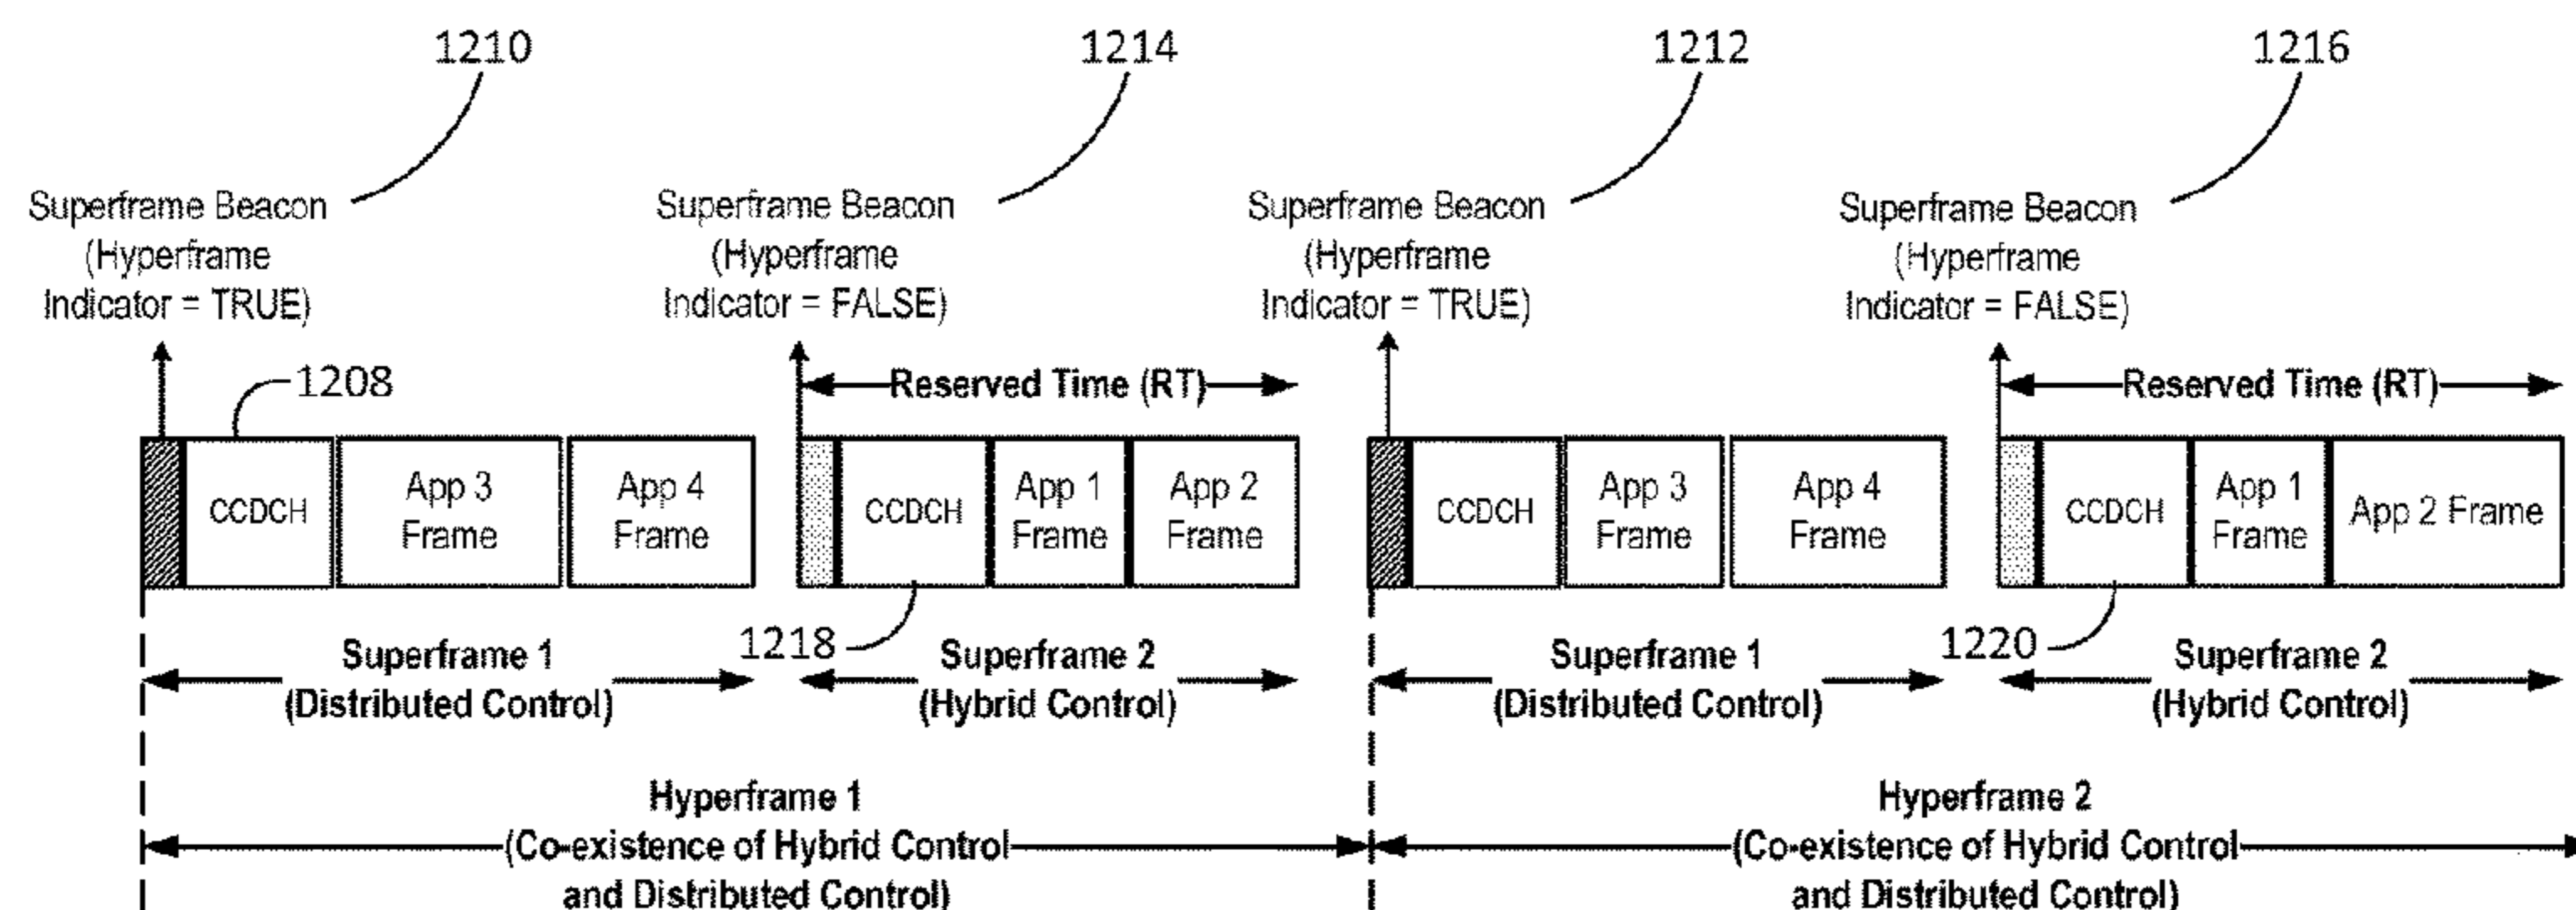 1210
1214
1212
1216
Superframe Beacon
(Hyperframe
Indicator = TRUE)
Superframe Beacon
(Hyperframe
Indicator = FALSE)
Superframe Beacon
(Hyperframe
Indicator = TRUE)
Superframe Beacon
(Hyperframe
Indicator = FALSE)
1208
Reserved Time (RT)
Reserved Time (RT)
CCDCH
App 3
Frame
App 4
Frame
CCDCH
App 1
Frame
App 2
Frame
CCDCH
App 3
Frame
App 4
Frame
CCDCH
App 1
Frame
App 2 Frame
1218
1220
Superframe 1
(Distributed Control)
Superframe 2
(Hybrid Control)
Superframe 1
(Distributed Control)
Superframe 2
(Hybrid Control)
Hyperframe 1
(Co-existence of Hybrid Control
and Distributed Control)
Hyperframe 2
(Co-existence of Hybrid Control
and Distributed Control)